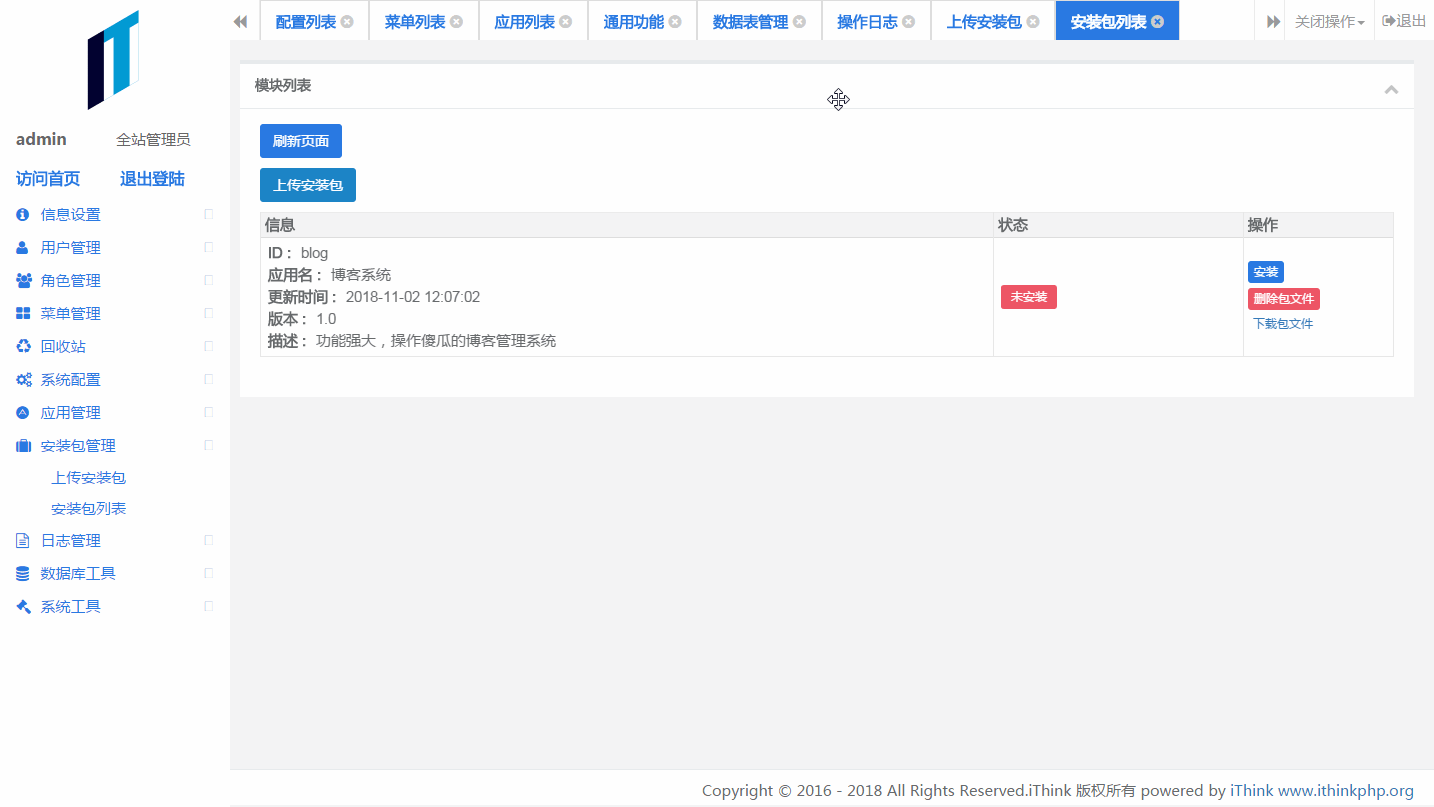 配置列表 菜单列表 应用列表 通用功能 数据表管理 操作日志 上传安装包 安装包列表 关闭操作 退出
admin 全站管理员
访问首页 退出登陆
信息设置
用户管理
角色管理
菜单管理
回收站
系统配置
应用管理
安装包管理
上传安装包
安装包列表
日志管理
数据库工具
系统工具
模块列表
刷新页面
上传安装包
信息 状态 操作
ID： blog
应用名： 博客系统
更新时间： 2018-11-02 12:07:02
版本： 1.0
描述： 功能强大，操作傻瓜的博客管理系统
未安装
安装
删除包文件
下载包文件
Copyright © 2016 - 2018 All Rights Reserved.iThink 版权所有 powered by iThink www.ithinkphp.org